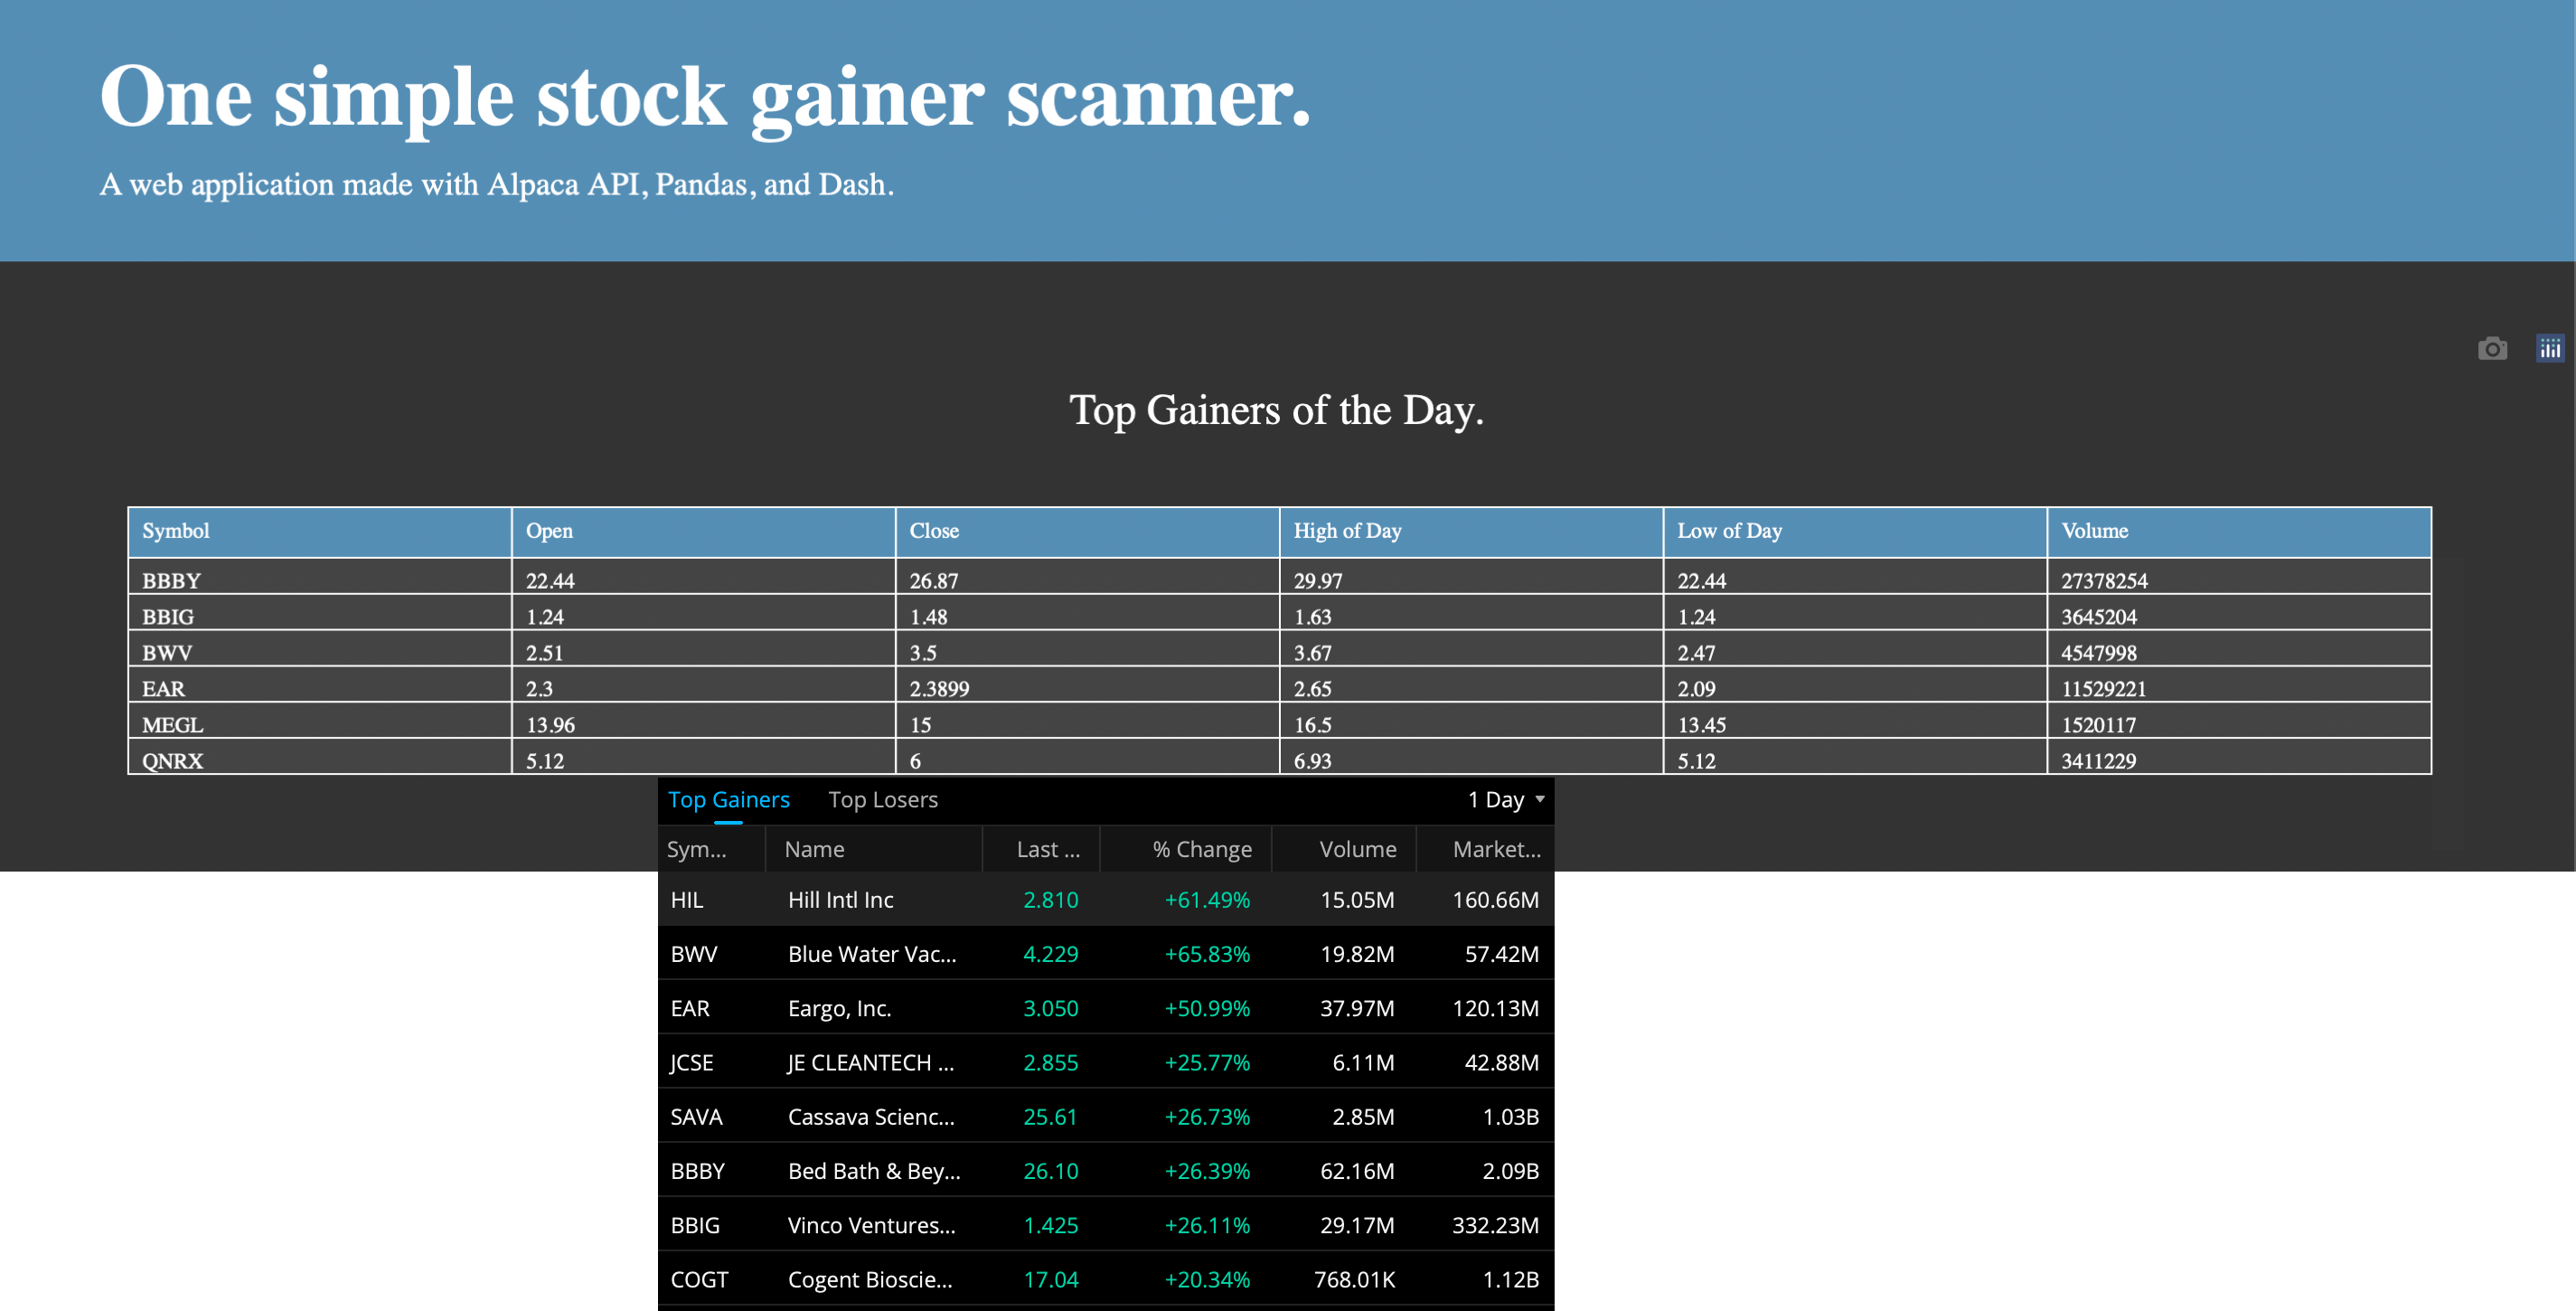 One simple stock gainer scanner.
A web application made with Alpaca API, Pandas, and Dash.
Top Gainers of the Day.
Symbol Open Close High of Day Low of Day Volume
BBBY 22.44 26.87 29.97 22.44 27378254
BBIG 1.24 1.48 1.63 1.24 3645204
BWV 2.51 3.5 3.67 2.47 4547998
EAR 2.3 2.3899 2.65 2.09 11529221
MEGL 13.96 15 16.5 13.45 1520117
QNRX 5.12 6 6.93 5.12 3411229
Top Gainers Top Losers 1 Day
Sym... Name Last ... % Change Volume Market...
HIL Hill Intl Inc 2.810 +61.49% 15.05M 160.66M
BWV Blue Water Vac... 4.229 +65.83% 19.82M 57.42M
EAR Eargo, Inc. 3.050 +50.99% 37.97M 120.13M
JCSE JE CLEANTECH ... 2.855 +25.77% 6.11M 42.88M
SAVA Cassava Scienc... 25.61 +26.73% 2.85M 1.03B
BBBY Bed Bath & Bey... 26.10 +26.39% 62.16M 2.09B
BBIG Vinco Ventures... 1.425 +26.11% 29.17M 332.23M
COGT Cogent Bioscie... 17.04 +20.34% 768.01K 1.12B